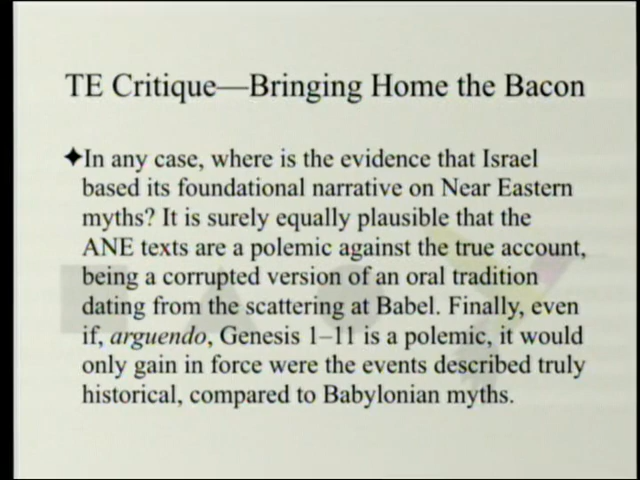 TE Critique—Bringing Home the Bacon
✦In any case, where is the evidence that Israel
based its foundational narrative on Near Eastern
myths? It is surely equally plausible that the
ANE texts are a polemic against the true account,
being a corrupted version of an oral tradition
dating from the scattering at Babel. Finally, even
if, arguendo, Genesis 1–11 is a polemic, it would
only gain in force were the events described truly
historical, compared to Babylonian myths.